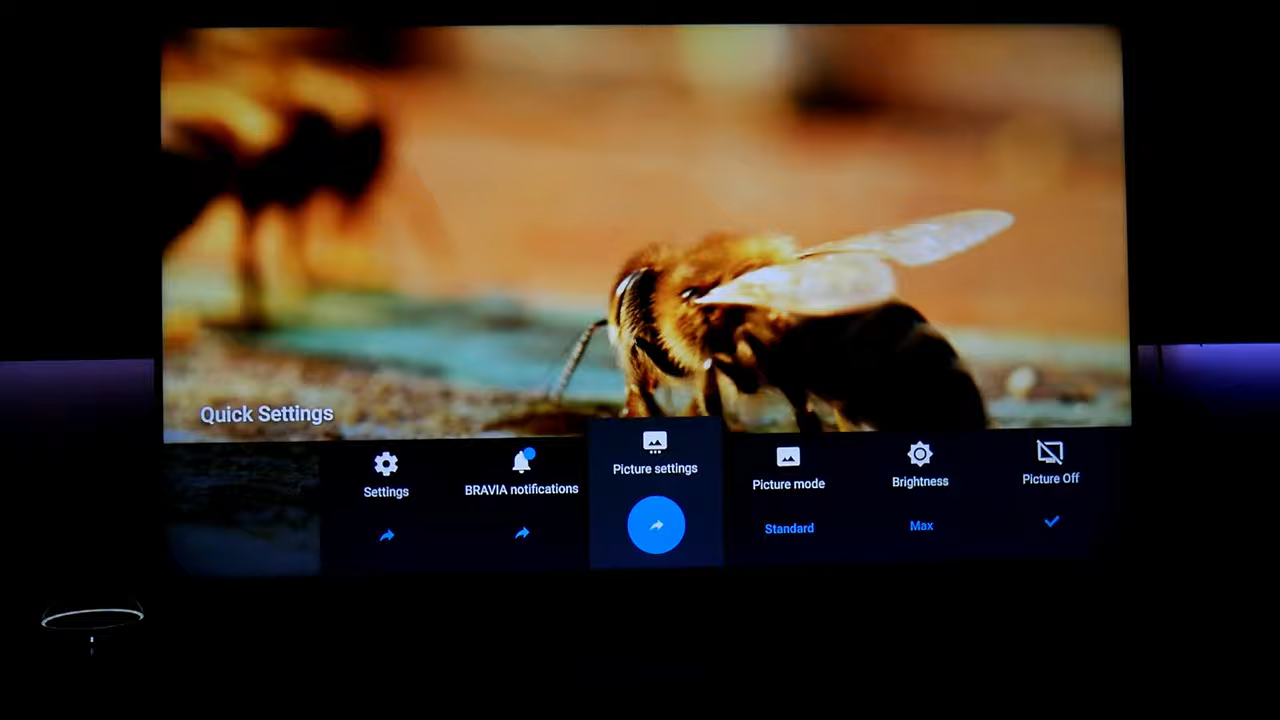 Quick Settings
Settings
BRAVIA notifications
Picture settings
Picture mode
Standard
Brightness
Max
Picture Off